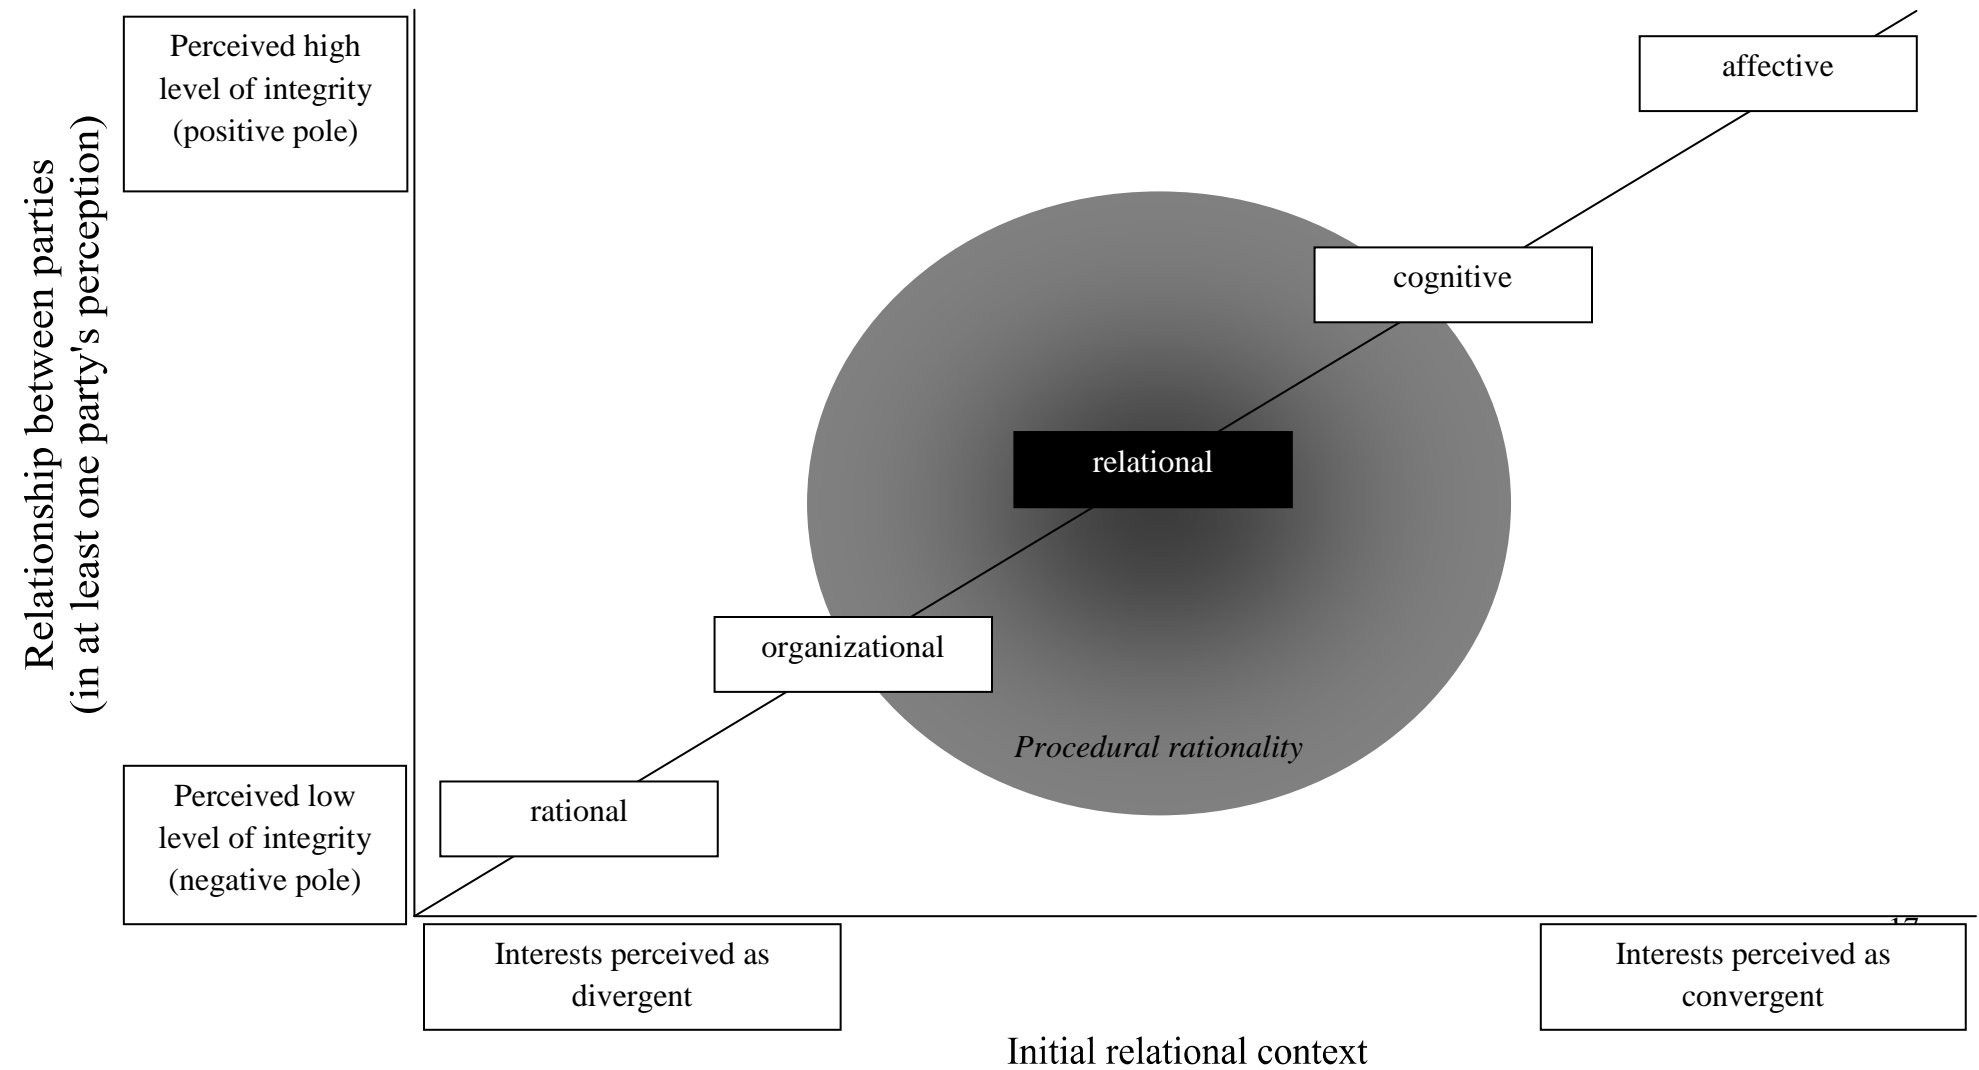 Perceived high
level of integrity
(positive pole)
affective
Relationship between parties
(in at least one party's perception)
cognitive
relational
organizational
Procedural rationality
rational
Perceived low
level of integrity
(negative pole)
Interests perceived as
divergent
Interests perceived as
convergent
Initial relational context